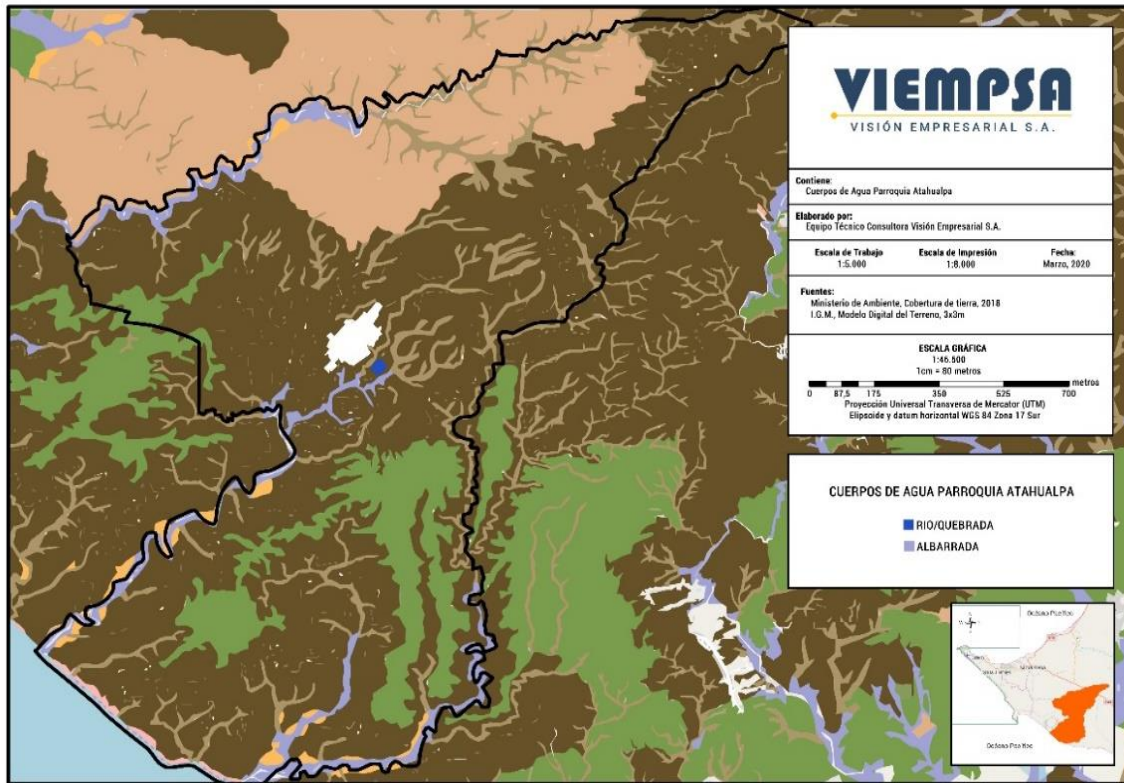 VIEMPSA
VISIÓN EMPRESARIAL S.A.
Contiene:
Cuerpos de Agua Parroquia Atahualpa
Elaborado por:
Equipo Técnico Consultora Visión Empresarial S.A.
Escala de Trabajo Escala de Impresión Fecha:
1:5.000 1:8.000 Marzo, 2020
Fuentes:
Ministerio de Ambiente, Cobertura de tierra, 2018
I.G.M., Modelo Digital del Terreno, 3x3m
ESCALA GRÁFICA
1:46.500
1cm = 80 metros
metros
0 87,5 175 350 525 700
Proyección Universal Transversa de Mercator (UTM)
Elipsoide y datum horizontal WGS 84 Zona 17 Sur
CUERPOS DE AGUA PARROQUIA ATAHUALPA
RIO/QUEBRADA
ALBARRADA
Océano Pacífico
Océano Pacífico